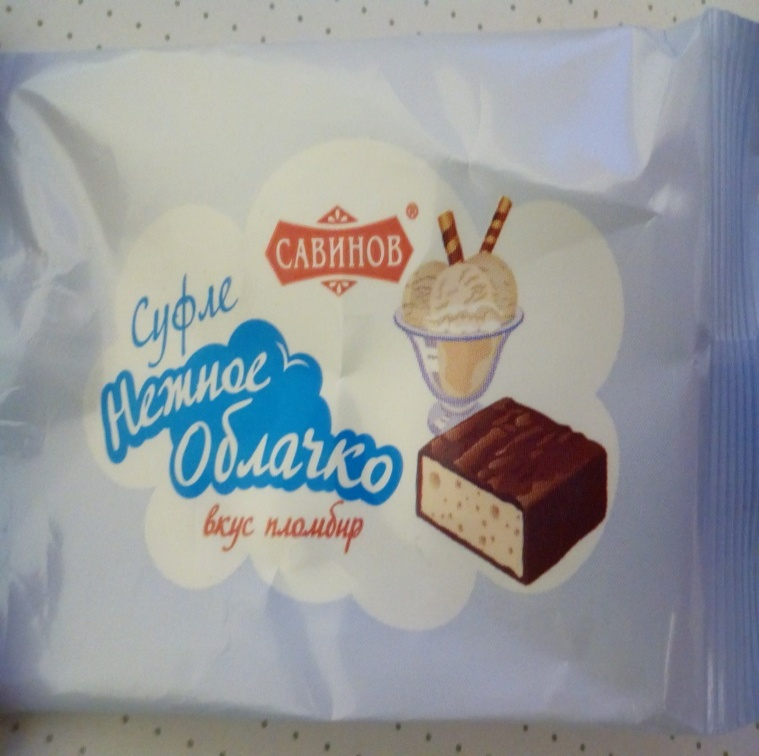 САВИНОВ®
Суфле
Нежное
Облачко
вкус пломбир